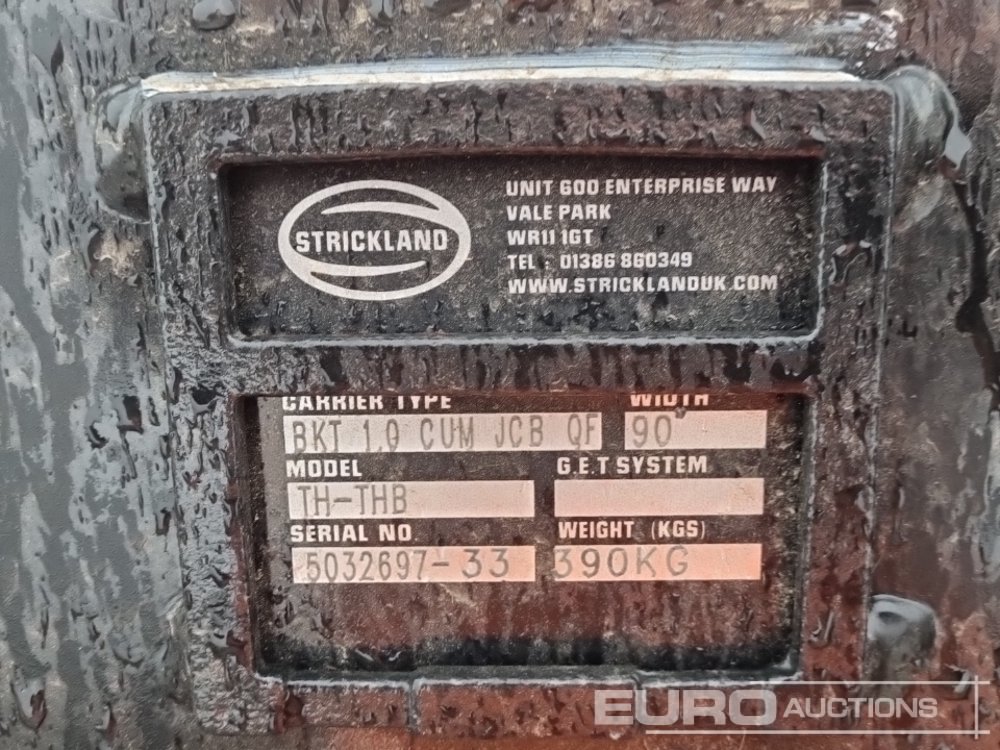 STRICKLAND
UNIT 600 ENTERPRISE WAY
VALE PARK
WR11 1GT
TEL : 01386 860349
WWW.STRICKLANDUK.COM
CARRIER TYPE WIDTH
BKT 1.0 CUM JCB QF 90"
MODEL G.E.T SYSTEM
TH-THB
SERIAL NO WEIGHT (KGS)
5032697-33 390KG
EURO AUCTIONS